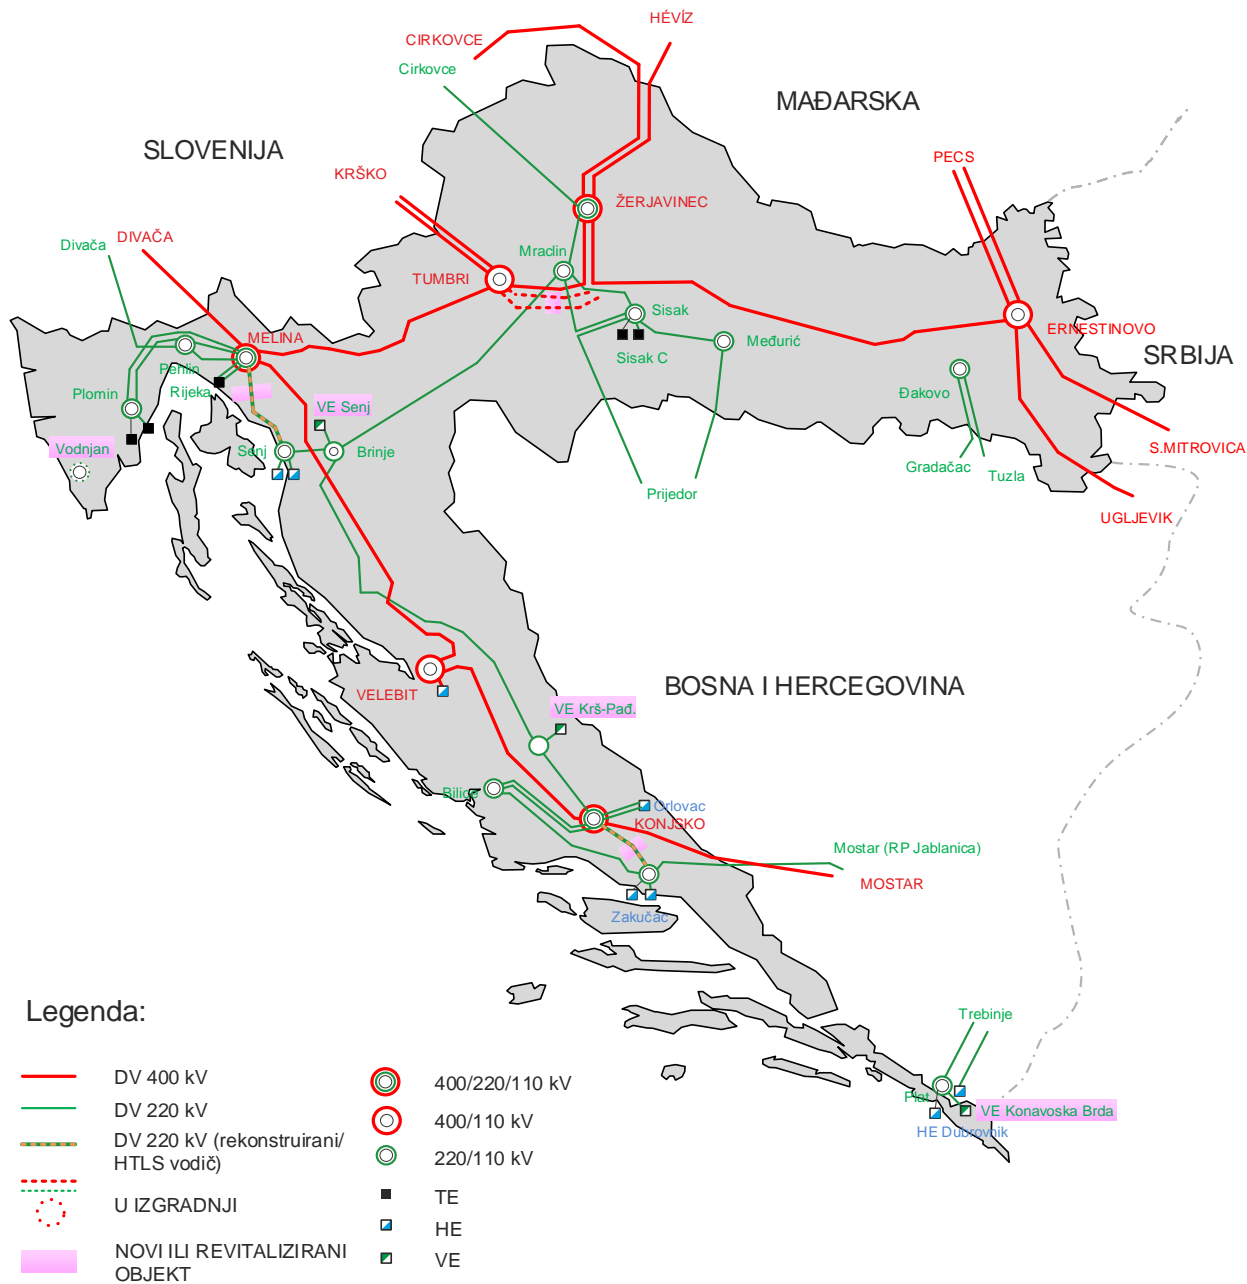 HÉVÍZ
CIRKOVCE
Cirkovce
MAĐARSKA
SLOVENIJA
PECS
KRŠKO
ŽERJAVINEC
DIVAČA
Divača
Mraclin
TUMBRI
Sisak
ERNESTINOVO
MELINA
Međurić
SRBIJA
Sisak C
Pehlin
Rijeka
Plomin
Đakovo
VE Senj
Vodnjan
Senj
Brinje
S.MITROVICA
Gradačac
Tuzla
Prijedor
UGLJEVIK
BOSNA I HERCEGOVINA
VELEBIT
VE Krš-Pađ.
Bilice
Orlovac
KONJSKO
Mostar (RP Jablanica)
MOSTAR
Zakučac
Trebinje
Plat
VE Konavoska Brda
HE Dubrovnik
Legenda:
DV 400 kV
DV 220 kV
DV 220 kV (rekonstruirani/
HTLS vodič)
U IZGRADNJI
NOVI ILI REVITALIZIRANI
OBJEKT
400/220/110 kV
400/110 kV
220/110 kV
TE
HE
VE